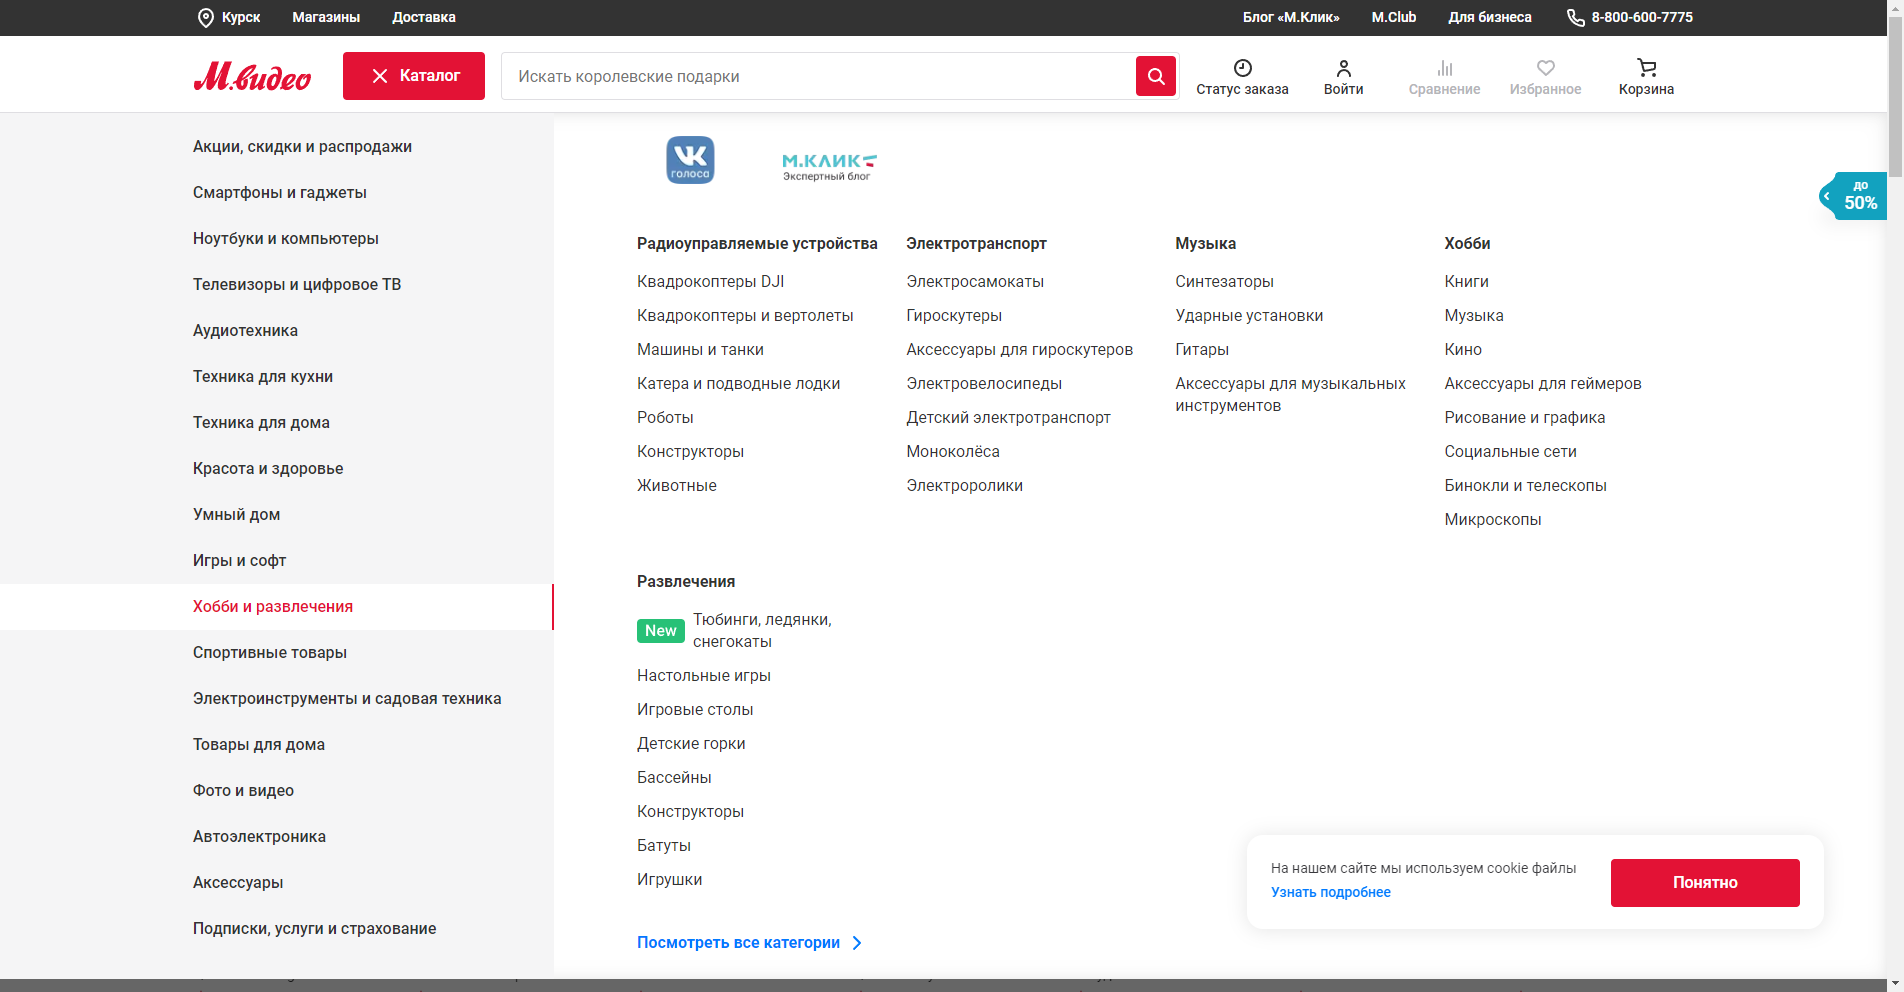 Курск
Магазины
Доставка
Блог «М.Клик»
M.Club
Для бизнеса
8-800-600-7775
М.видео
Каталог
Искать королевские подарки
Статус заказа
Войти
Сравнение
Избранное
Корзина
Акции, скидки и распродажи
Смартфоны и гаджеты
Ноутбуки и компьютеры
Телевизоры и цифровое ТВ
Аудиотехника
Техника для кухни
Техника для дома
Красота и здоровье
Умный дом
Игры и софт
Хобби и развлечения
Спортивные товары
Электроинструменты и садовая техника
Товары для дома
Фото и видео
Автоэлектроника
Аксессуары
Подписки, услуги и страхование
VK
голоса
М.КЛИК
Экспертный блог
до
50%
Радиоуправляемые устройства
Квадрокоптеры DJI
Квадрокоптеры и вертолеты
Машины и танки
Катера и подводные лодки
Роботы
Конструкторы
Животные
Электротранспорт
Электросамокаты
Гироскутеры
Аксессуары для гироскутеров
Электровелосипеды
Детский электротранспорт
Моноколёса
Электроролики
Музыка
Синтезаторы
Ударные установки
Гитары
Аксессуары для музыкальных
инструментов
Хобби
Книги
Музыка
Кино
Аксессуары для геймеров
Рисование и графика
Социальные сети
Бинокли и телескопы
Микроскопы
Развлечения
New
Тюбинги, ледянки,
снегокаты
Настольные игры
Игровые столы
Детские горки
Бассейны
Конструкторы
Батуты
Игрушки
Посмотреть все категории
На нашем сайте мы используем cookie файлы
Узнать подробнее
Понятно